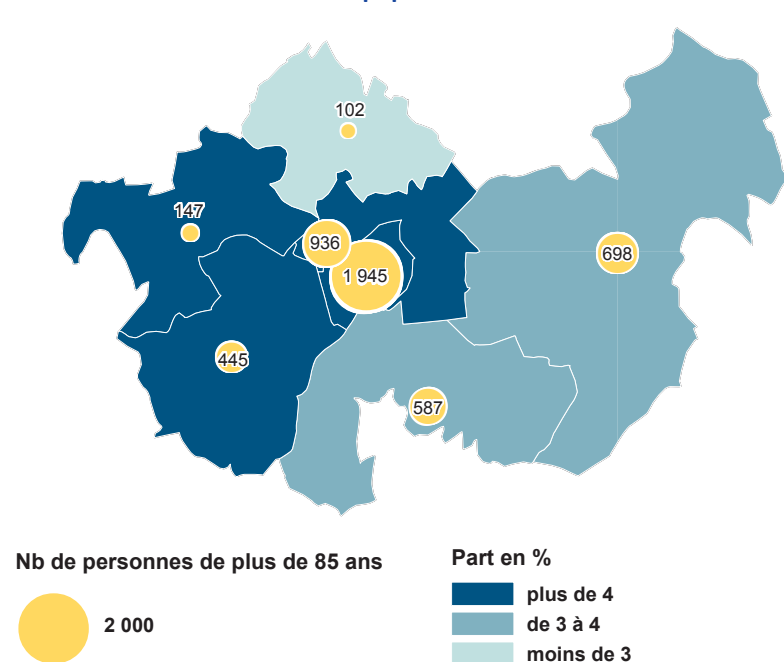 102
147
936
1 945
698
445
587
Nb de personnes de plus de 85 ans
2 000
Part en %
plus de 4
de 3 à 4
moins de 3